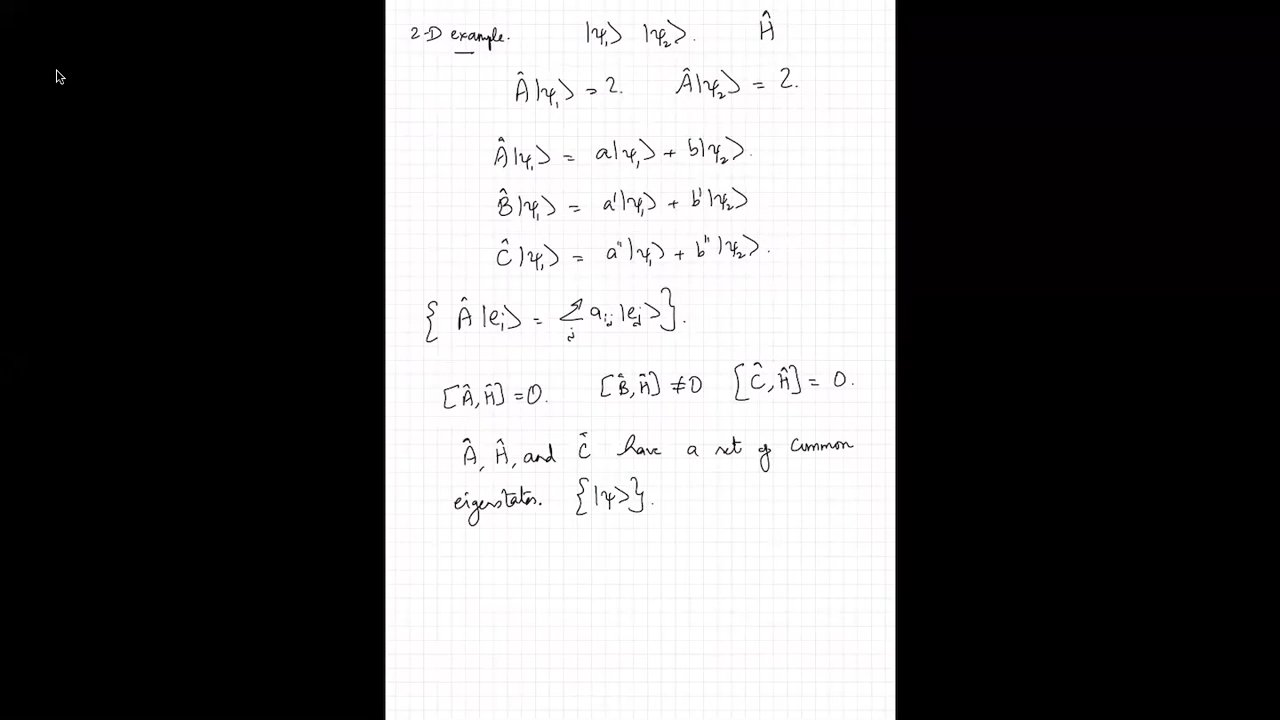 2-D example. |ψ₁⟩ |ψ₂⟩. Ĥ
Â|ψ₁⟩ = 2. Â|ψ₂⟩ = 2.
Â|ψ₁⟩ = a|ψ₁⟩ + b|ψ₂⟩.
B̂|ψ₁⟩ = a'|ψ₁⟩ + b'|ψ₂⟩
Ĉ|ψ₁⟩ = a"|ψ₁⟩ + b"|ψ₂⟩.
{ Â|eᵢ⟩ = Σⱼ aᵢⱼ|eⱼ⟩ }.
[Â,Ĥ] = 0. [B̂,Ĥ] ≠ 0 [Ĉ,Ĥ] = 0.
Â, Ĥ, and Ĉ have a set of common
eigenstates. {|ψ⟩}.